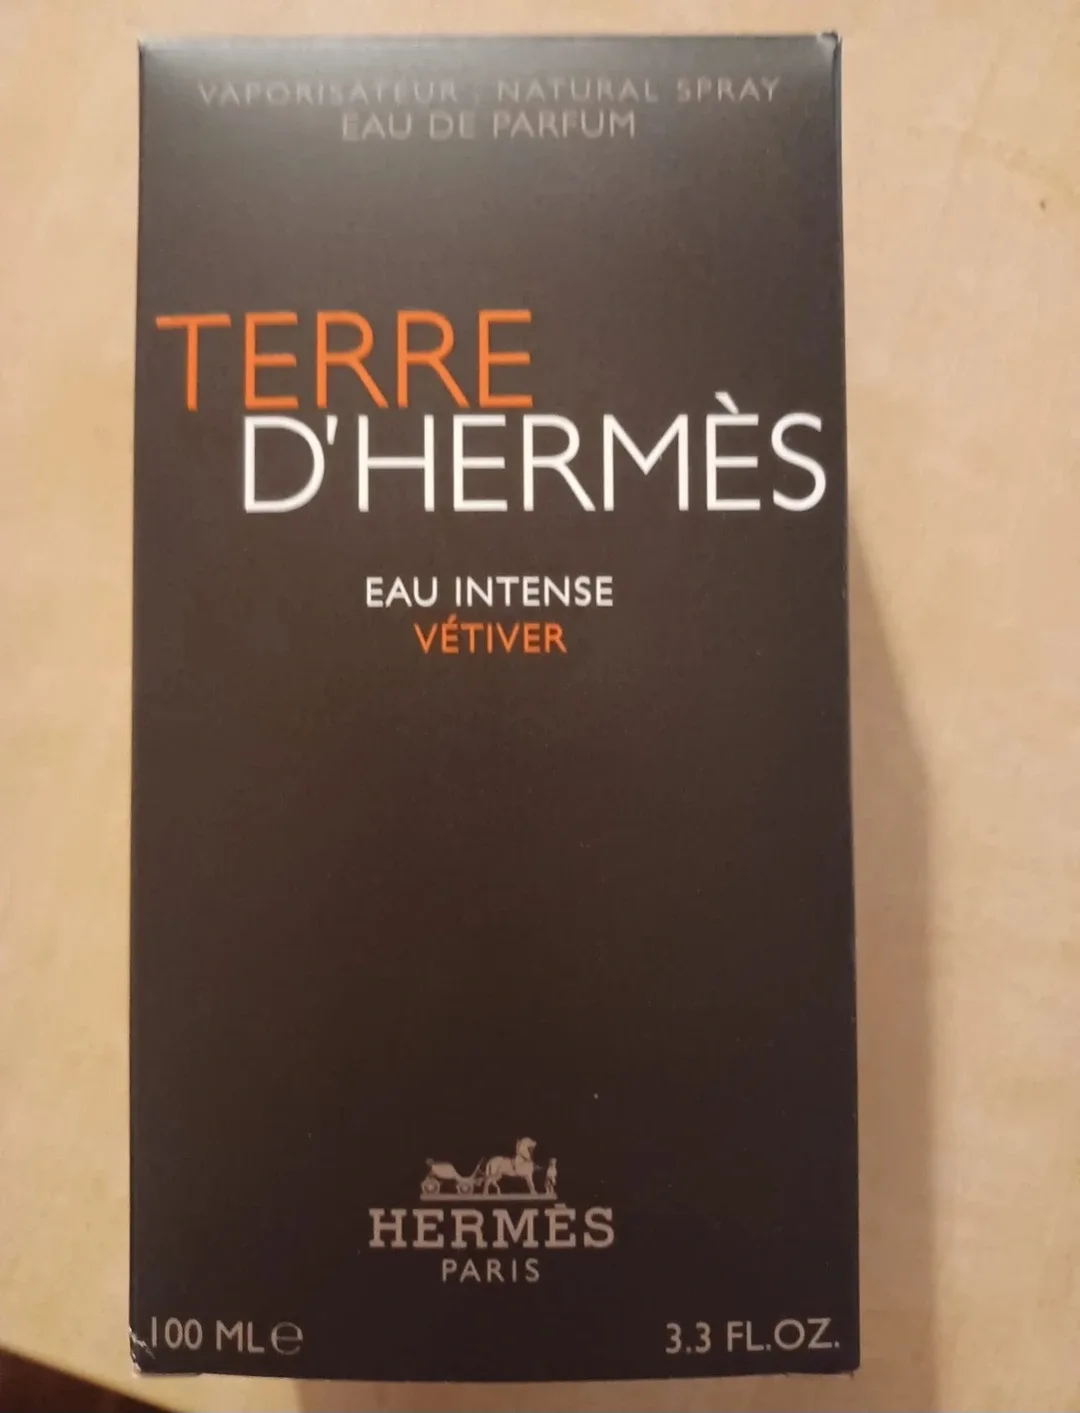 VAPORISATEUR . NATURAL SPRAY
EAU DE PARFUM
TERRE
D'HERMÈS
EAU INTENSE
VÉTIVER
HERMÈS
PARIS
100 ML ℮ 3.3 FL.OZ.